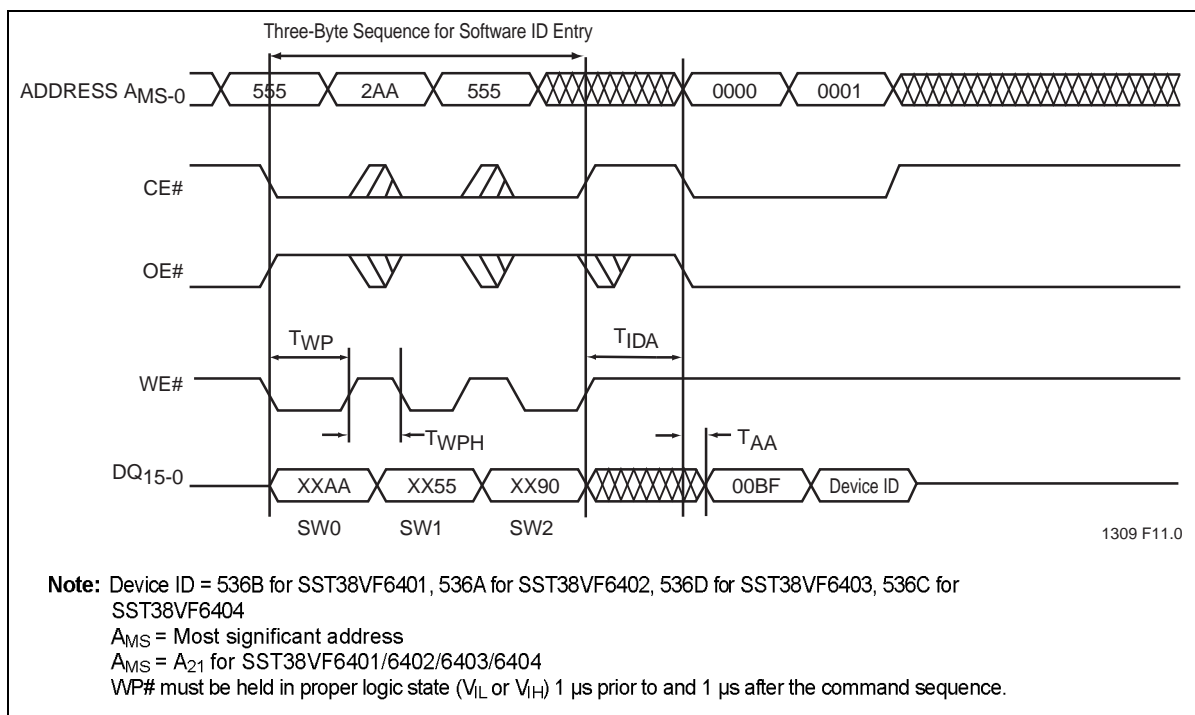 Three-Byte Sequence for Software ID Entry
ADDRESS AMS-0
555 2AA 555 0000 0001
CE#
OE#
TWP TIDA
WE#
TWPH TAA
DQ15-0
XXAA XX55 XX90 00BF Device ID
SW0 SW1 SW2
1309 F11.0
Note: Device ID = 536B for SST38VF6401, 536A for SST38VF6402, 536D for SST38VF6403, 536C for
SST38VF6404
AMS = Most significant address
AMS = A21 for SST38VF6401/6402/6403/6404
WP# must be held in proper logic state (VIL or VIH) 1 µs prior to and 1 µs after the command sequence.